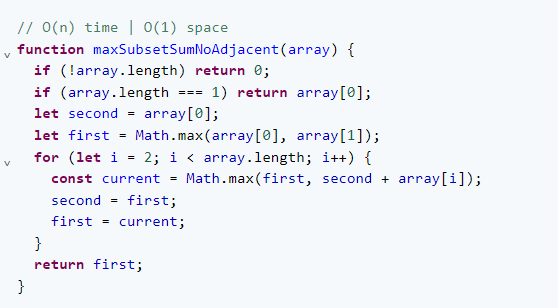 // O(n) time | O(1) space
function maxSubsetSumNoAdjacent(array) {
  if (!array.length) return 0;
  if (array.length === 1) return array[0];
  let second = array[0];
  let first = Math.max(array[0], array[1]);
  for (let i = 2; i < array.length; i++) {
    const current = Math.max(first, second + array[i]);
    second = first;
    first = current;
  }
  return first;
}